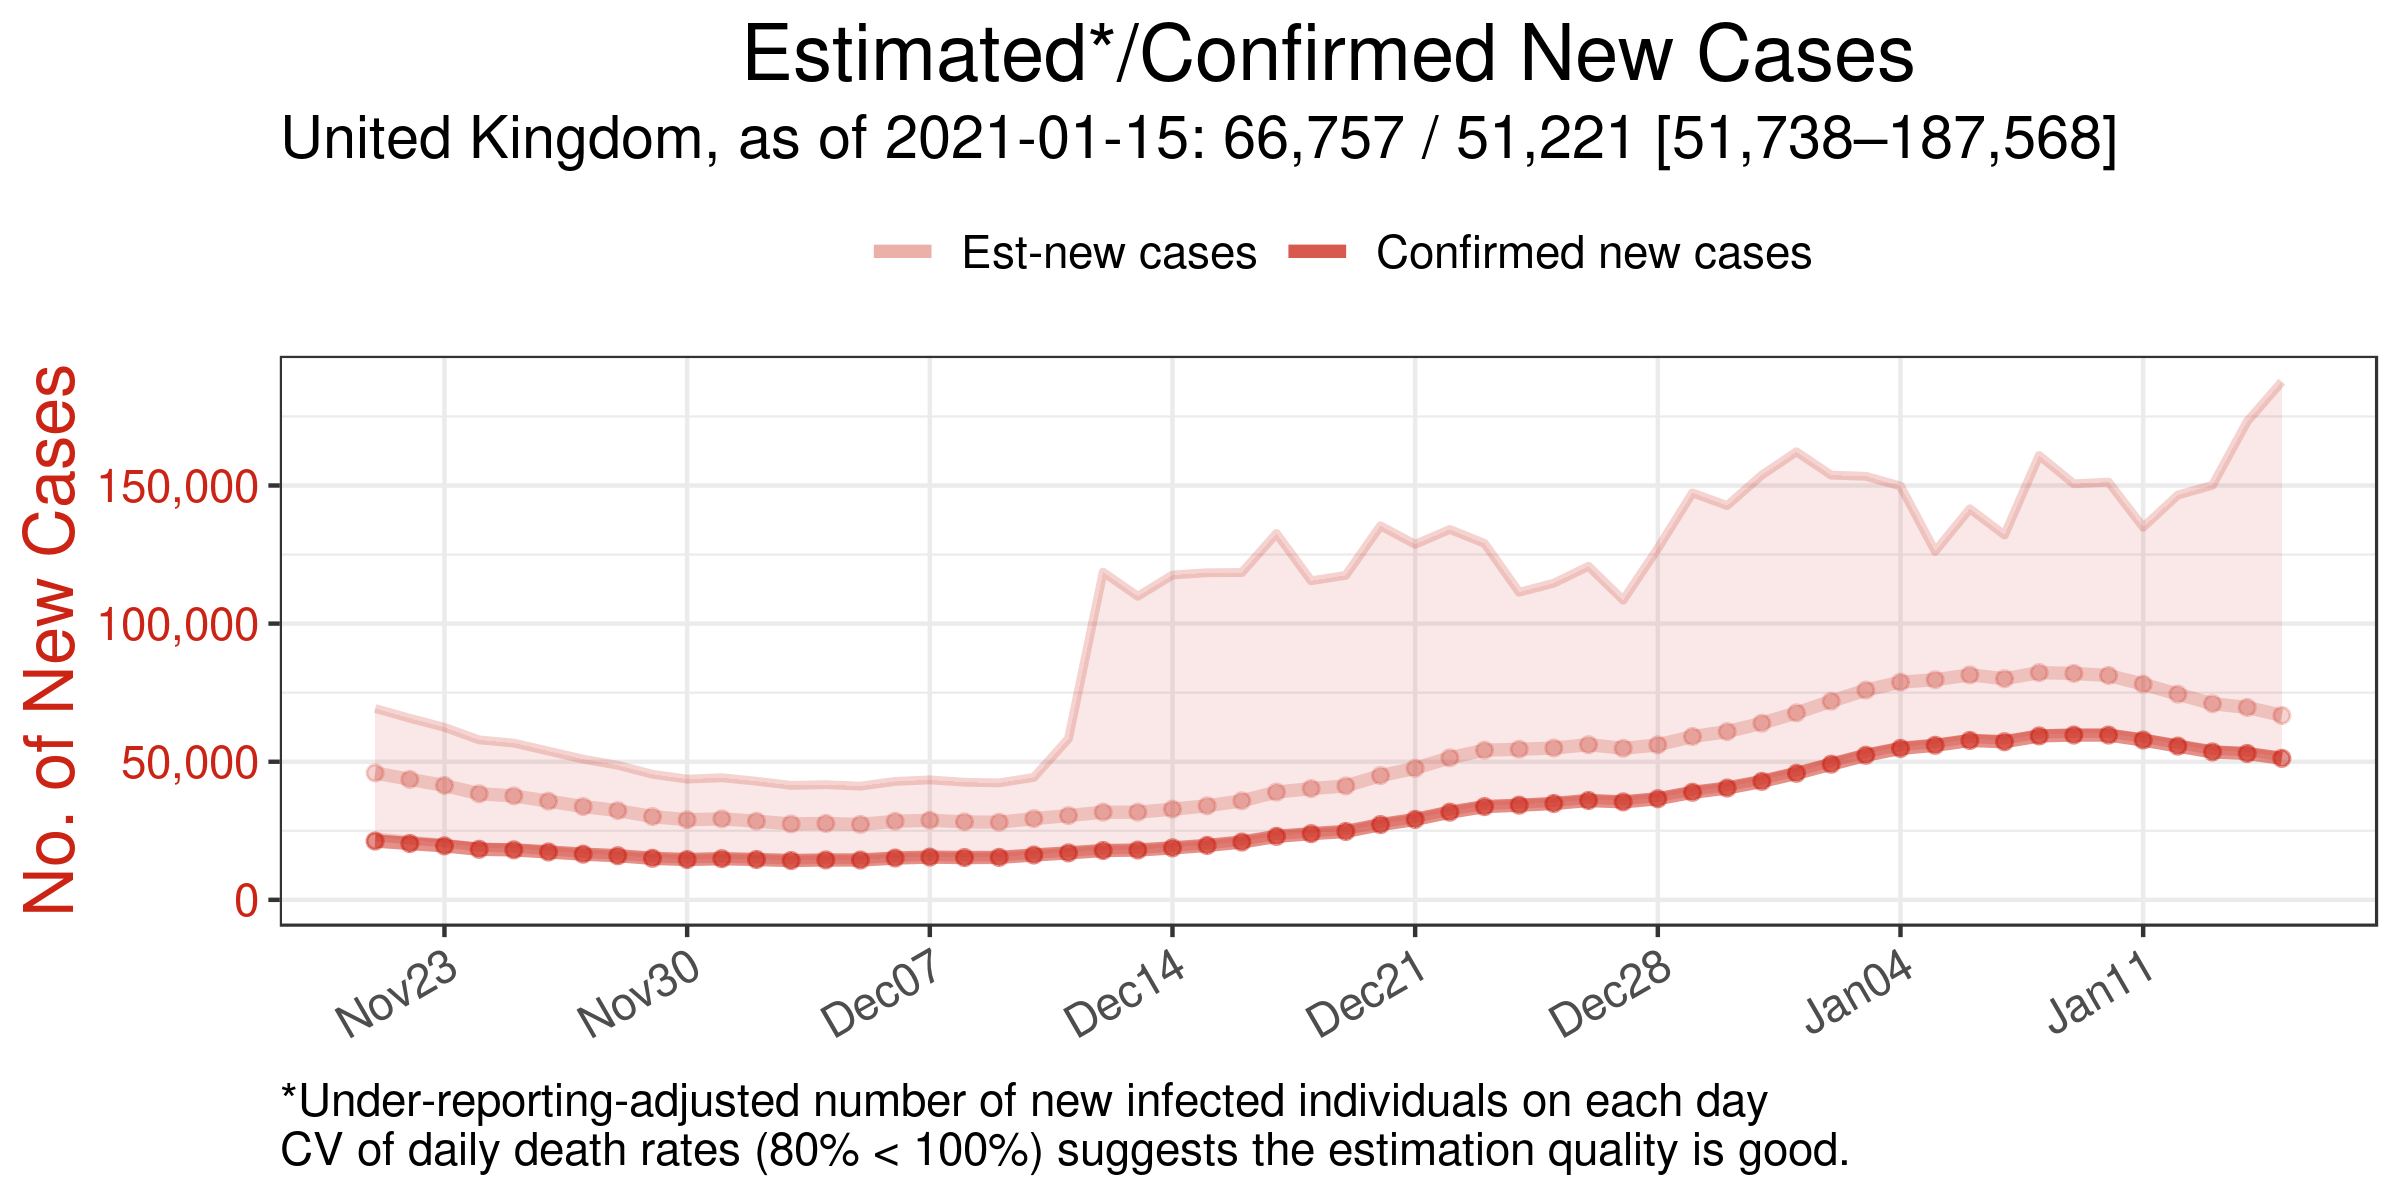 Estimated*/Confirmed New Cases
United Kingdom, as of 2021-01-15: 66,757 / 51,221 [51,738–187,568]
Est-new cases
Confirmed new cases
No. of New Cases
150,000
100,000
50,000
0
Nov23
Nov30
Dec07
Dec14
Dec21
Dec28
Jan04
Jan11
*Under-reporting-adjusted number of new infected individuals on each day
CV of daily death rates (80% < 100%) suggests the estimation quality is good.